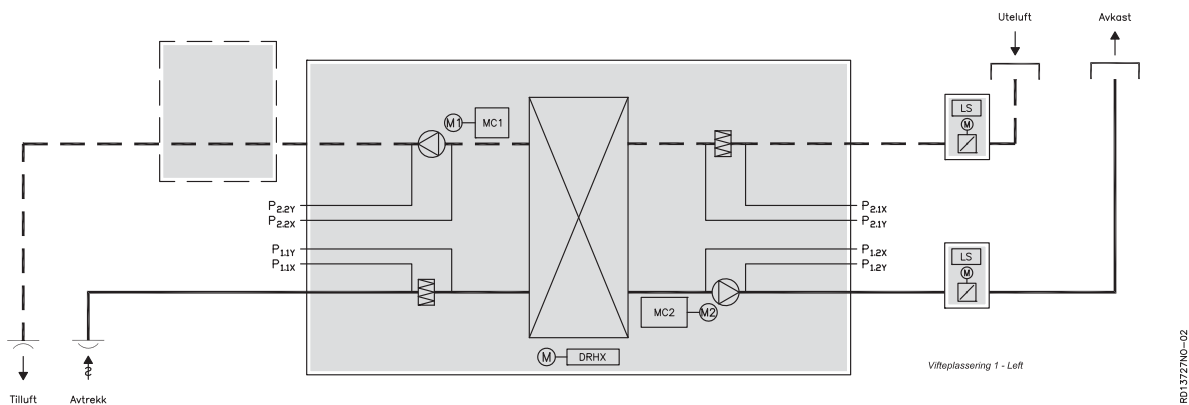 Uteluft
Avkast
LS
M
M1
MC1
P2.2Y
P2.2X
P2.1X
P2.1Y
P1.1Y
P1.1X
P1.2X
P1.2Y
LS
M
MC2
M2
M
DRHX
Vifteplassering 1 - Left
Tilluft
Avtrekk
RD13727NO-02